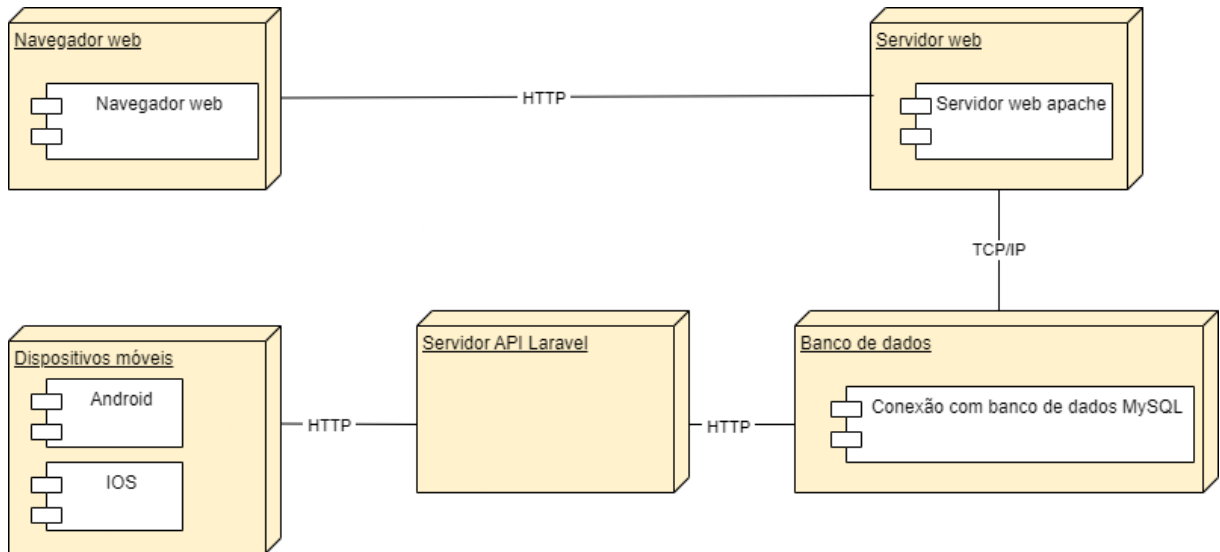 Navegador web
Navegador web
HTTP
Servidor web
Servidor web apache
TCP/IP
Dispositivos móveis
Android
IOS
HTTP
Servidor API Laravel
HTTP
Banco de dados
Conexão com banco de dados MySQL